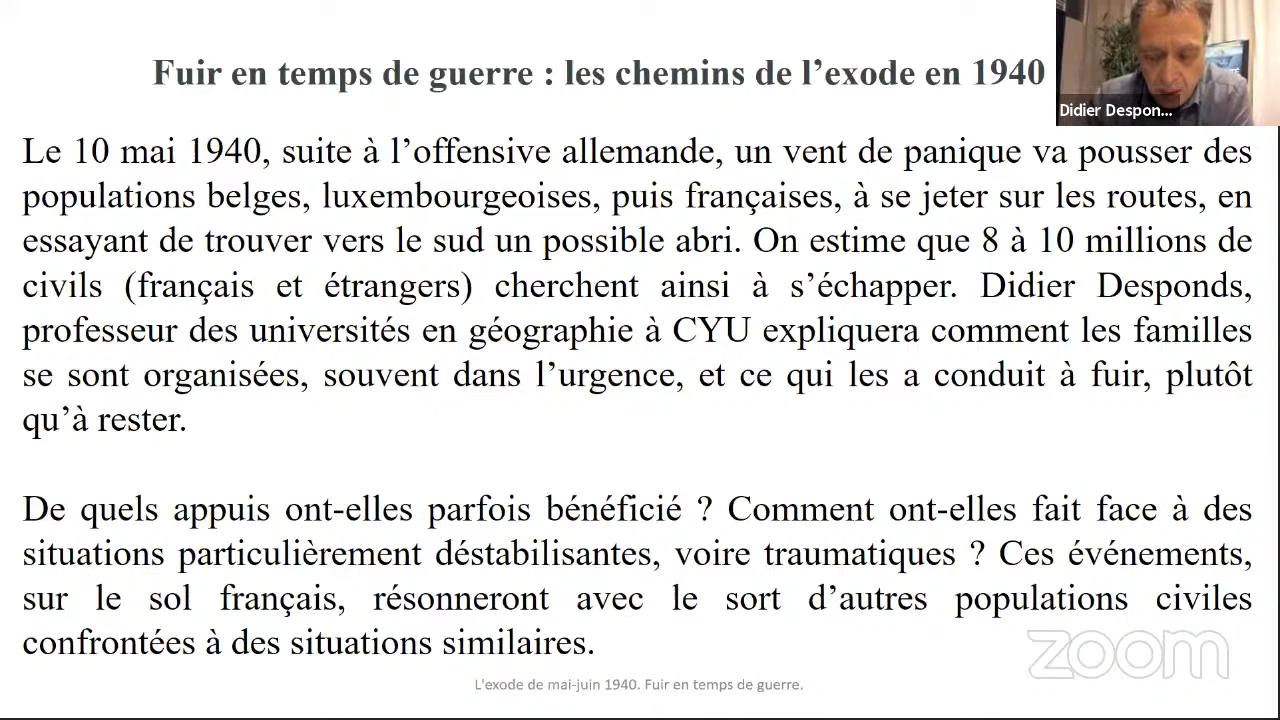 Fuir en temps de guerre : les chemins de l’exode en 1940
Didier Despon...
Le 10 mai 1940, suite à l’offensive allemande, un vent de panique va pousser des
populations belges, luxembourgeoises, puis françaises, à se jeter sur les routes, en
essayant de trouver vers le sud un possible abri. On estime que 8 à 10 millions de
civils (français et étrangers) cherchent ainsi à s’échapper. Didier Desponds,
professeur des universités en géographie à CYU expliquera comment les familles
se sont organisées, souvent dans l’urgence, et ce qui les a conduit à fuir, plutôt
qu’à rester.
De quels appuis ont-elles parfois bénéficié ? Comment ont-elles fait face à des
situations particulièrement déstabilisantes, voire traumatiques ? Ces événements,
sur le sol français, résonneront avec le sort d’autres populations civiles
confrontées à des situations similaires.
zoom
L'exode de mai-juin 1940. Fuir en temps de guerre.